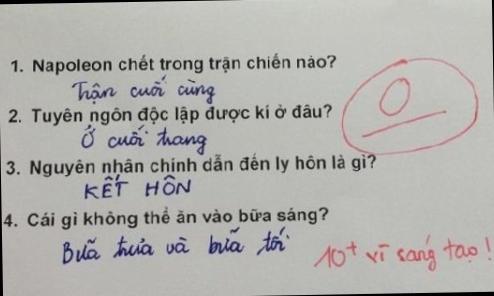 1. Napoleon chết trong trận chiến nào?
Trận cuối cùng
2. Tuyên ngôn độc lập được kí ở đâu?
Ở cuối trang
0
3. Nguyên nhân chính dẫn đến ly hôn là gì?
KẾT HÔN
4. Cái gì không thể ăn vào bữa sáng?
Bữa trưa và bữa tối
10+ vì sáng tạo!